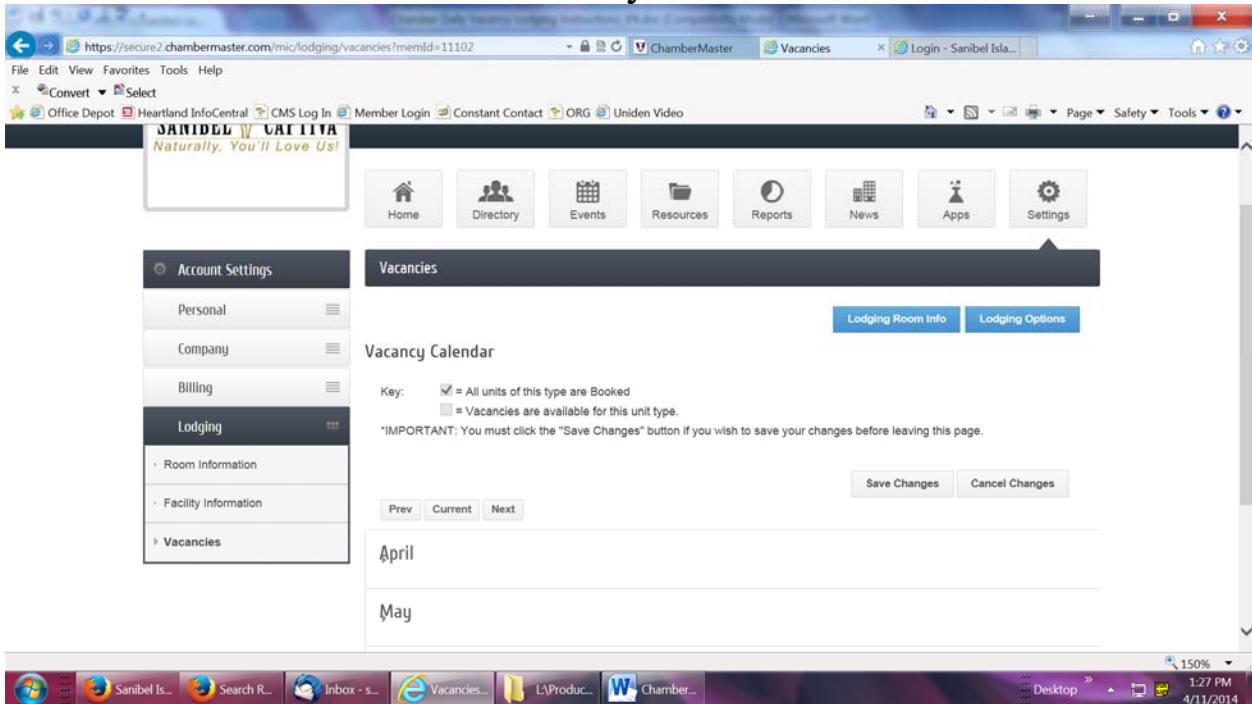 https://secure2.chambermaster.com/mic/lodging/vacancies?memId=11102
ChamberMaster
Vacancies
Login - Sanibel Isla...
File Edit View Favorites Tools Help
x Convert Select
Office Depot Heartland InfoCentral CMS Log In Member Login Constant Contact ORG Uniden Video
Page Safety Tools
SANIBEL CAPTIVA
Naturally, You'll Love Us!
Home Directory Events Resources Reports News Apps Settings
Account Settings
Personal
Company
Billing
Lodging
Room Information
Facility Information
Vacancies
Vacancies
Lodging Room Info Lodging Options
Vacancy Calendar
Key: = All units of this type are Booked
= Vacancies are available for this unit type.
*IMPORTANT: You must click the "Save Changes" button if you wish to save your changes before leaving this page.
Save Changes Cancel Changes
Prev Current Next
April
May
150%
Sanibel Is... Search R... Inbox - s... Vacancies... L:\Produc... Chamber... Desktop
1:27 PM
4/11/2014